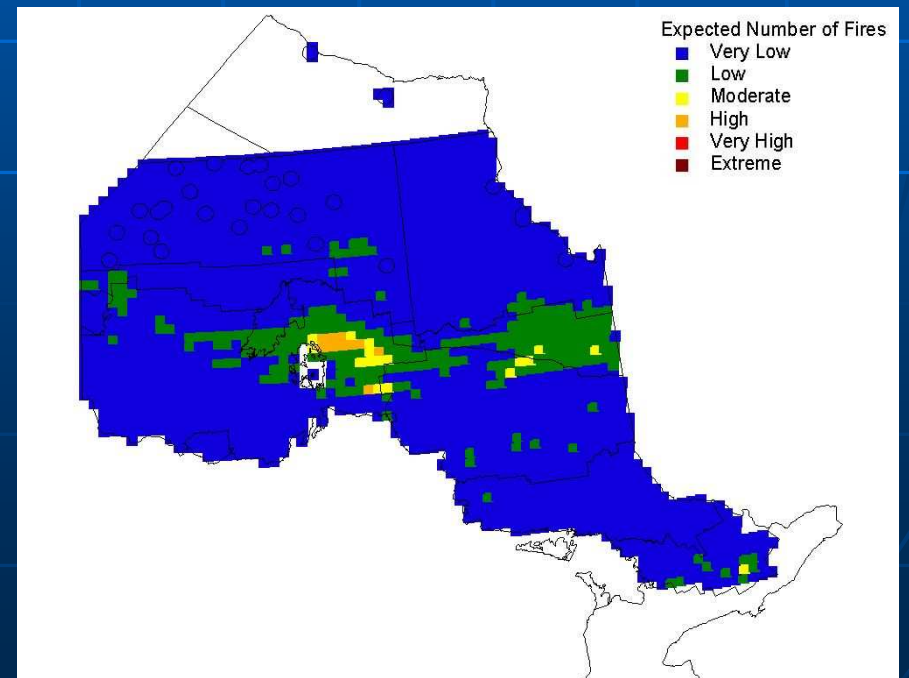 Expected Number of Fires
Very Low
Low
Moderate
High
Very High
Extreme